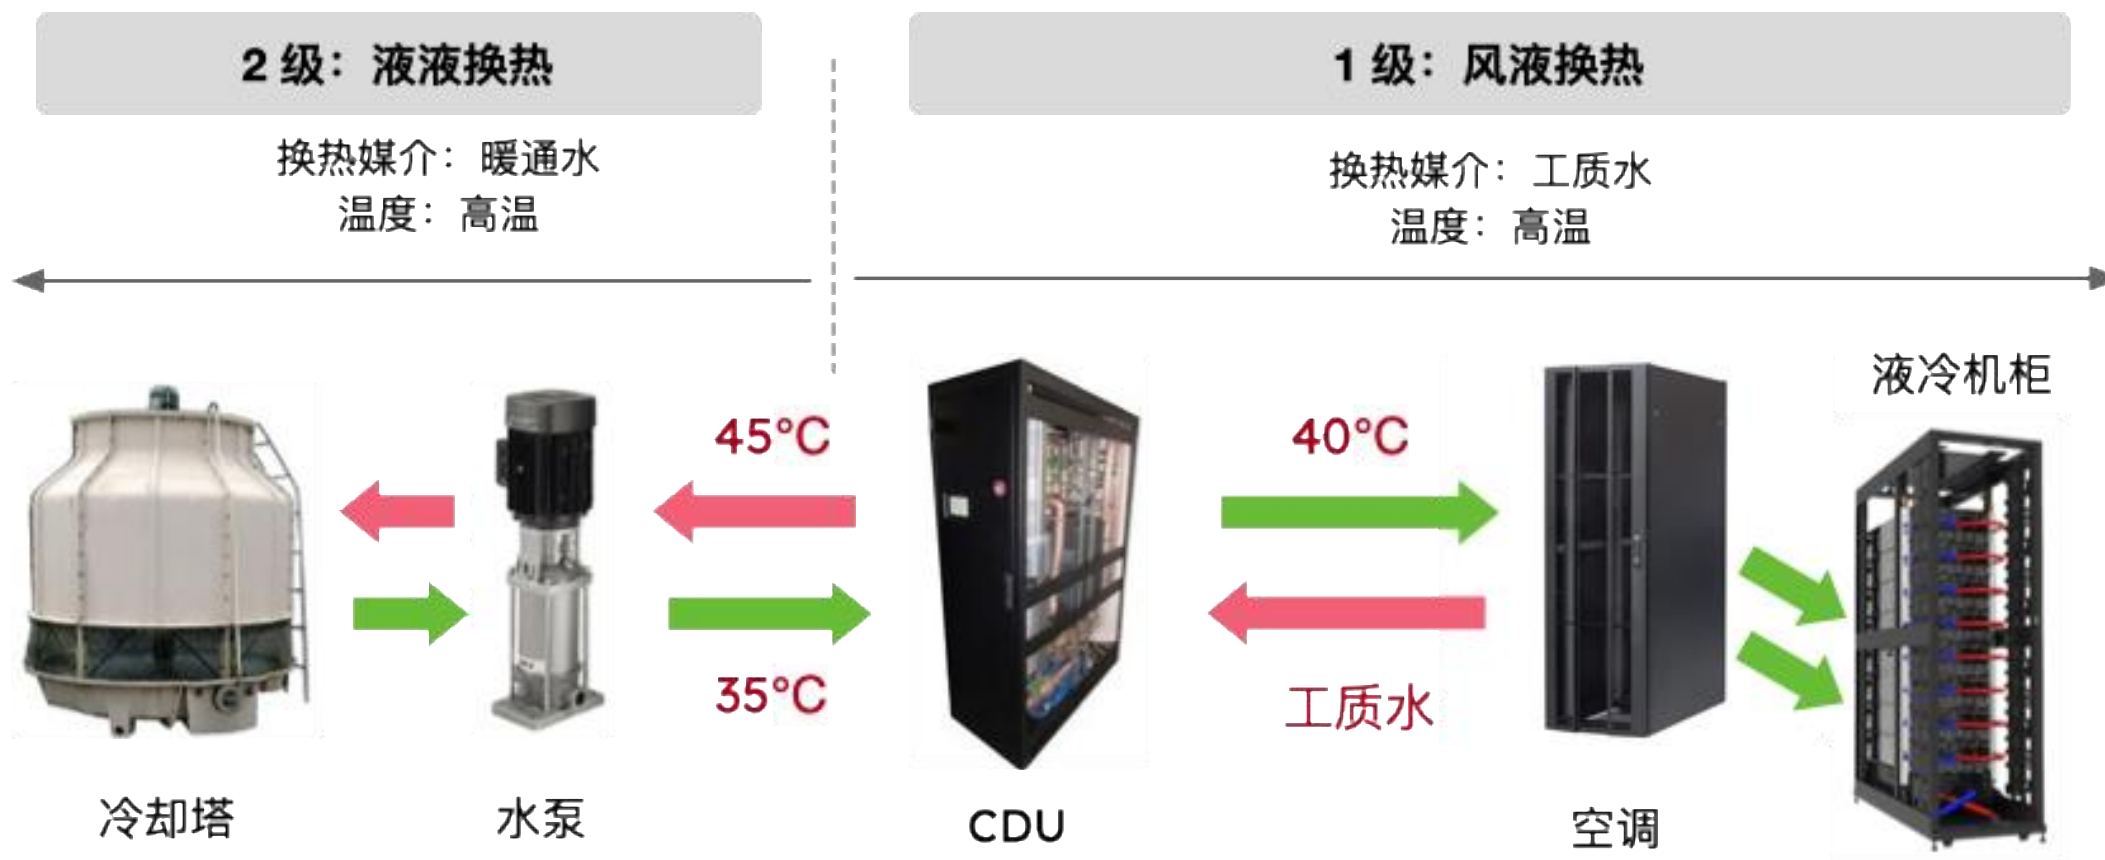 2 级：液液换热
换热媒介：暖通水
温度：高温
1 级：风液换热
换热媒介：工质水
温度：高温
液冷机柜
45°C
40°C
35°C
工质水
冷却塔
水泵
CDU
空调